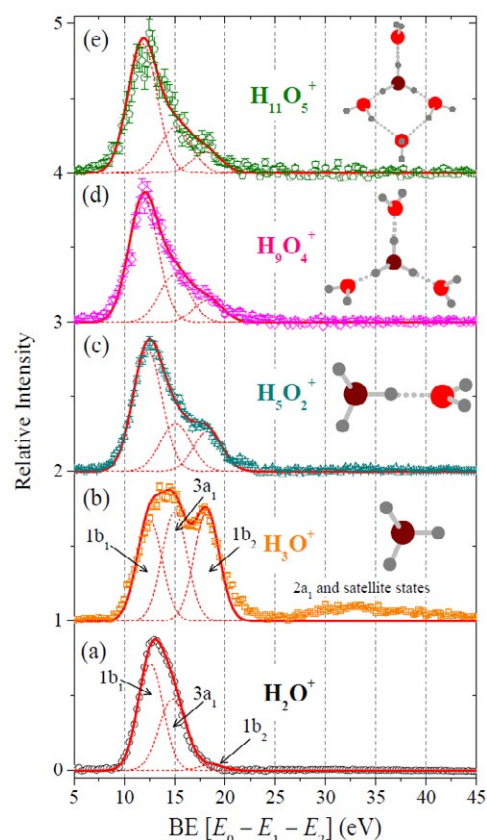 5
(e)
H₁₁O₅⁺
4
(d)
H₉O₄⁺
3
(c)
H₅O₂⁺
2
(b)
3a₁
H₃O⁺
1b₁
1b₂
2a₁ and satellite states
1
(a)
1b₁
3a₁
H₂O⁺
1b₂
0
5 10 15 20 25 30 35 40 45
BE [E₀ – E₁ – E₂] (eV)
Relative Intensity